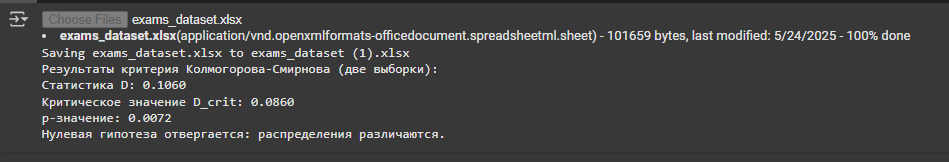 Choose Files exams_dataset.xlsx
• exams_dataset.xlsx(application/vnd.openxmlformats-officedocument.spreadsheetml.sheet) - 101659 bytes, last modified: 5/24/2025 - 100% done
Saving exams_dataset.xlsx to exams_dataset (1).xlsx
Результаты критерия Колмогорова-Смирнова (две выборки):
Статистика D: 0.1060
Критическое значение D_crit: 0.0860
p-значение: 0.0072
Нулевая гипотеза отвергается: распределения различаются.